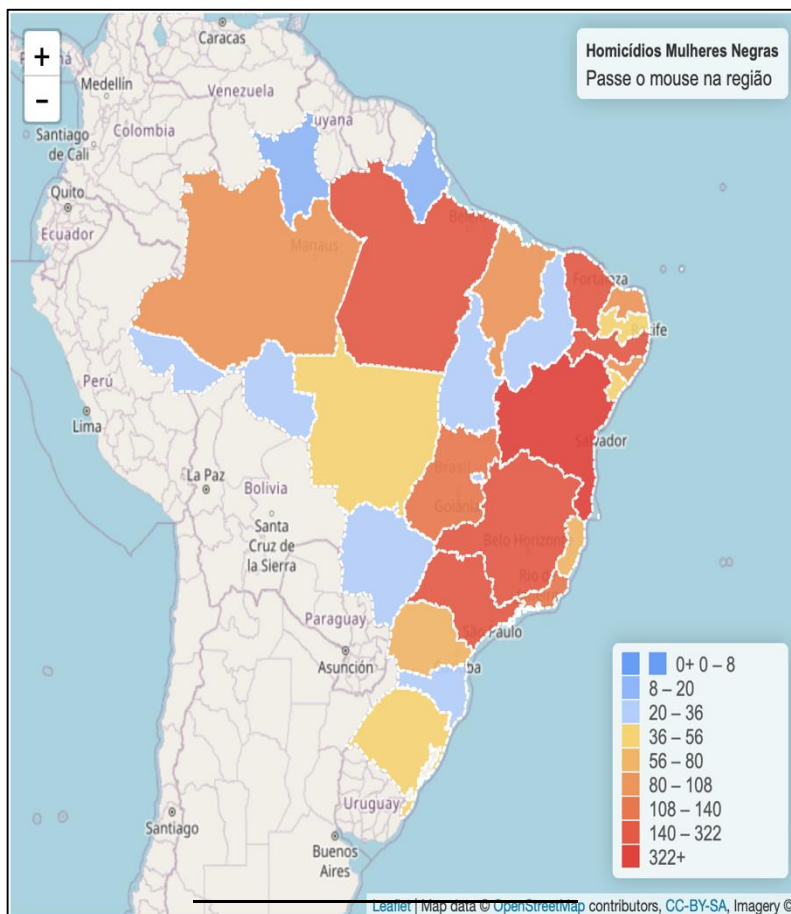 Caracas
+
-
Homicídios Mulheres Negras
Passe o mouse na região
Medellín
Venezuela
uyana
Santiago
de Cali
Colombia
Quito
Ecuador
Manaus
Fortaleza
Perú
Lima
Salvador
Brasil
La Paz
Bolivia
Goiânia
Santa
Cruz de
la Sierra
Belo Horizon
Rio d
Paraguay
São Paulo
Asunción
ba
0+ 0 – 8
8 – 20
20 – 36
36 – 56
56 – 80
80 – 108
108 – 140
140 – 322
322+
Uruguay
Santiago
Buenos
Aires
Leaflet | Map data © OpenStreetMap contributors, CC-BY-SA, Imagery ©